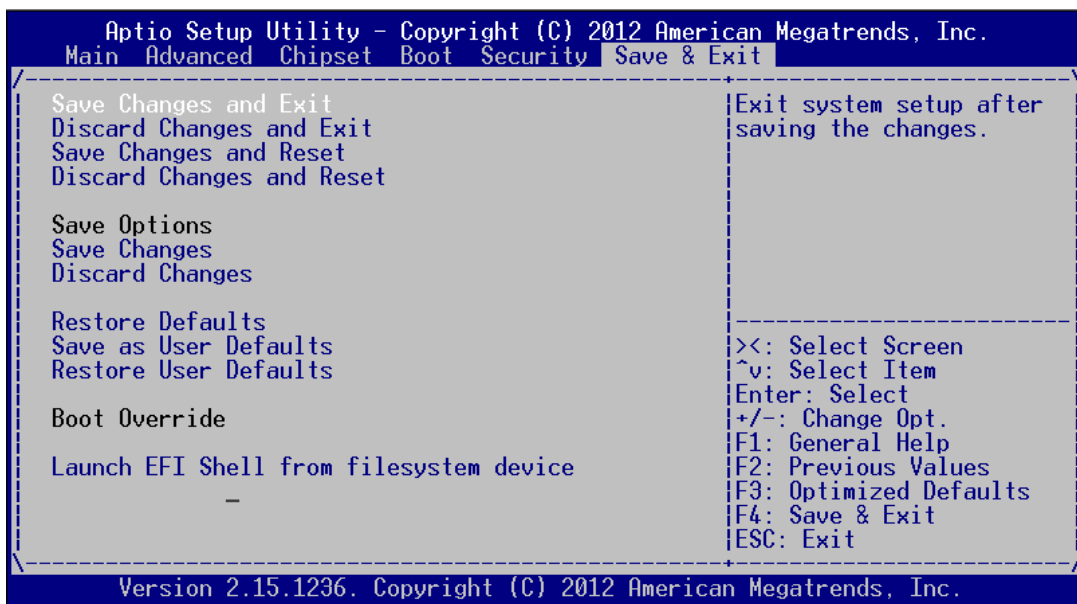 Aptio Setup Utility – Copyright (C) 2012 American Megatrends, Inc.
Main Advanced Chipset Boot Security Save & Exit
Save Changes and Exit
Discard Changes and Exit
Save Changes and Reset
Discard Changes and Reset
Save Options
Save Changes
Discard Changes
Restore Defaults
Save as User Defaults
Restore User Defaults
Boot Override
Launch EFI Shell from filesystem device
Exit system setup after
saving the changes.
><: Select Screen
^v: Select Item
Enter: Select
+/-: Change Opt.
F1: General Help
F2: Previous Values
F3: Optimized Defaults
F4: Save & Exit
ESC: Exit
Version 2.15.1236. Copyright (C) 2012 American Megatrends, Inc.